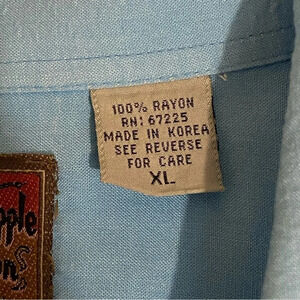 100% RAYON
RN: 67225
MADE IN KOREA
SEE REVERSE
FOR CARE
XL